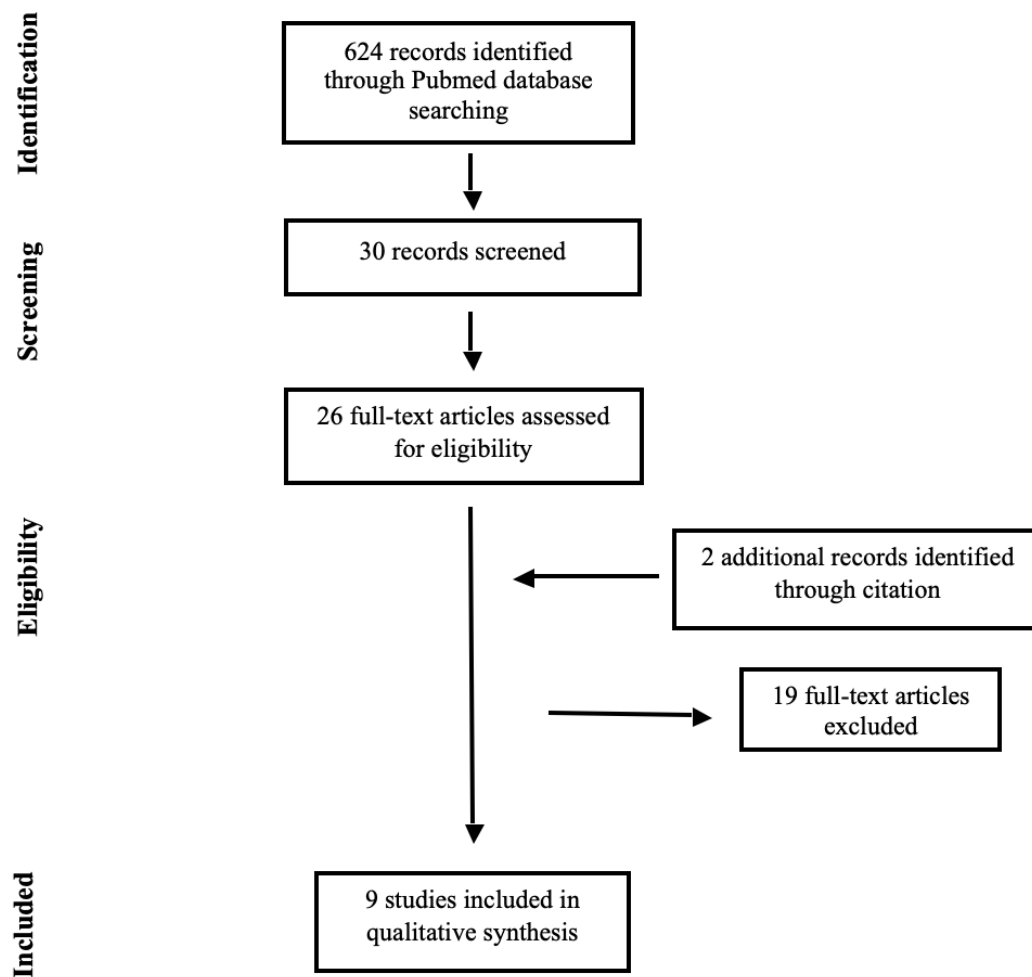 Identification
624 records identified
through Pubmed database
searching
Screening
30 records screened
26 full-text articles assessed
for eligibility
Eligibility
2 additional records identified
through citation
19 full-text articles
excluded
Included
9 studies included in
qualitative synthesis